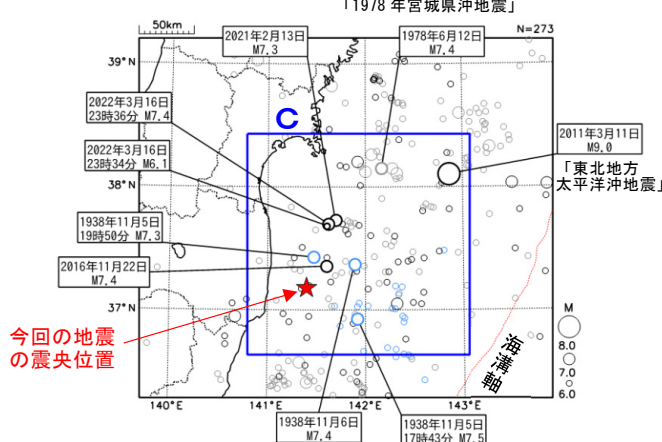 「1978 年宮城県沖地震」
50km
N=273
2021年2月13日
M7.3
1978年6月12日
M7.4
39°N
2022年3月16日
23時36分 M7.4
C
2011年3月11日
M9.0
2022年3月16日
23時34分 M6.1
「東北地方
太平洋沖地震」
38°N
1938年11月5日
19時50分 M7.3
2016年11月22日
M7.4
37°N
今回の地震
の震央位置
海溝軸
M
8.0
7.0
6.0
140°E
141°E
142°E
143°E
1938年11月6日
M7.4
1938年11月5日
17時43分 M7.5